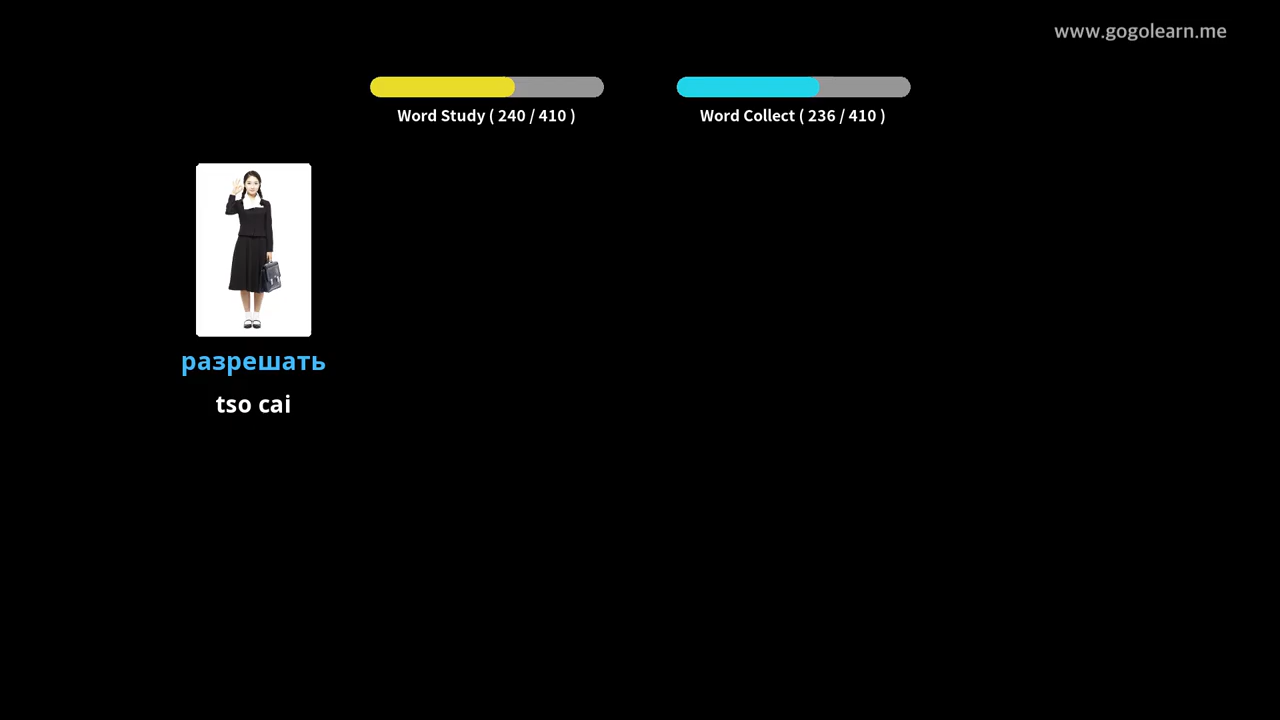 www.gogolearn.me
Word Study ( 240 / 410 )
Word Collect ( 236 / 410 )
разрешать
tso cai